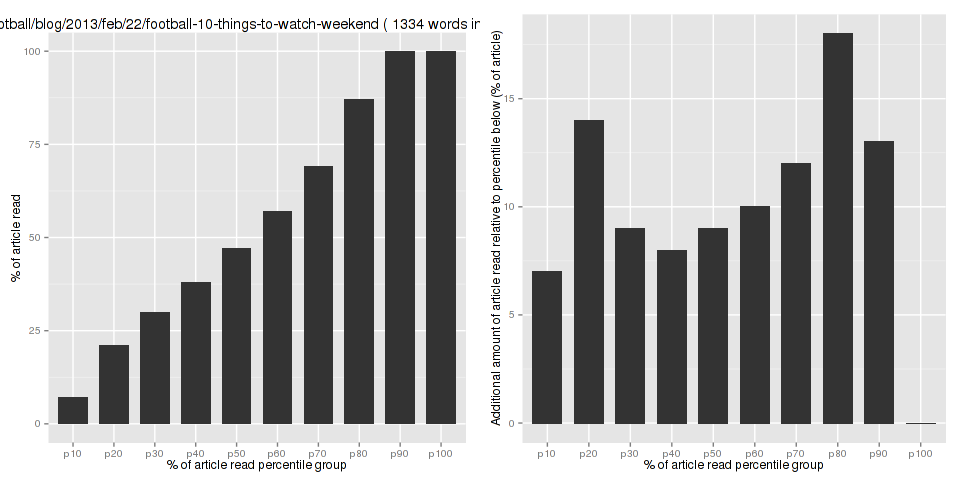 otball/blog/2013/feb/22/football-10-things-to-watch-weekend ( 1334 words in
% of article read
100
75
50
25
0
p10 p20 p30 p40 p50 p60 p70 p80 p90 p100
% of article read percentile group
Additional amount of article read relative to percentile below (% of article)
15
10
5
0
p10 p20 p30 p40 p50 p60 p70 p80 p90 p100
% of article read percentile group